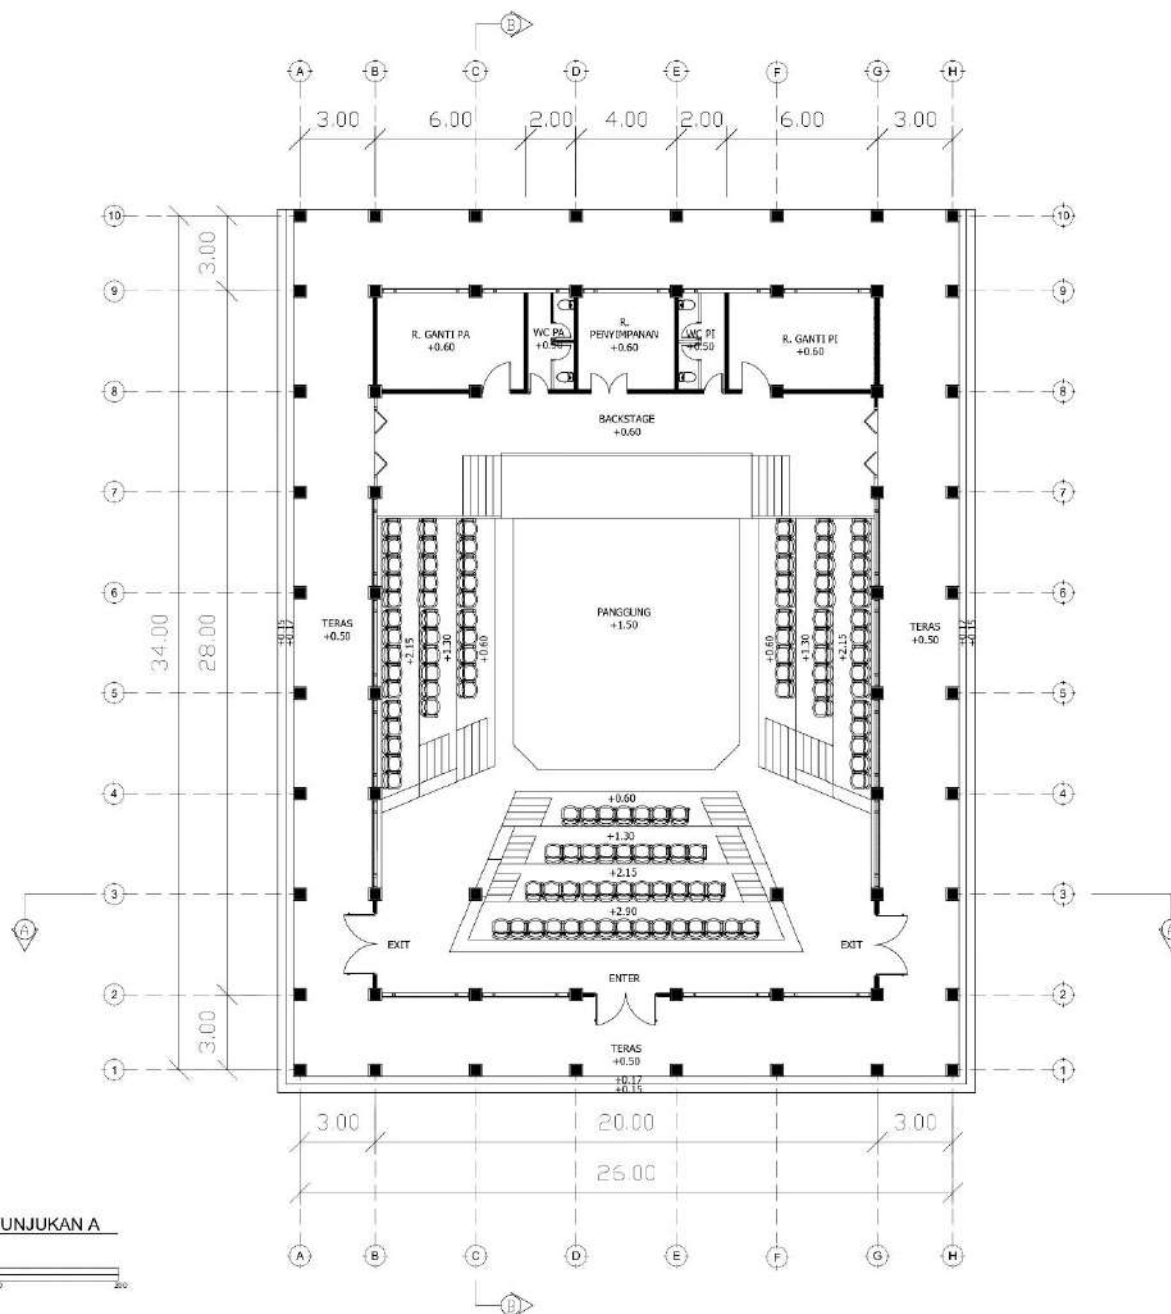 B
A B C D E F G H
3.00 6.00 2.00 4.00 2.00 6.00 3.00
10 10
3.00
9 9
R. GANTI PA
+0.60
WC PA
R.
PENYIMPANAN
+0.60
WC PI
+0.50
R. GANTI PI
+0.60
8 8
BACKSTAGE
+0.60
7 7
6 6
PANGGUNG
+1.50
34.00
28.00
+0.15
+0.17
TERAS
+0.50
+2.15
+1.30
+0.60
+0.60
+1.30
+2.15
TERAS
+0.50
+0.17
+0.15
5 5
4 4
+0.60
+1.30
+2.15
+2.90
3 3
A
EXIT
EXIT
ENTER
2 2
3.00
TERAS
+0.50
+0.17
+0.15
1 1
3.00 20.00 3.00
26.00
UNJUKAN A
A B C D E F G H
B